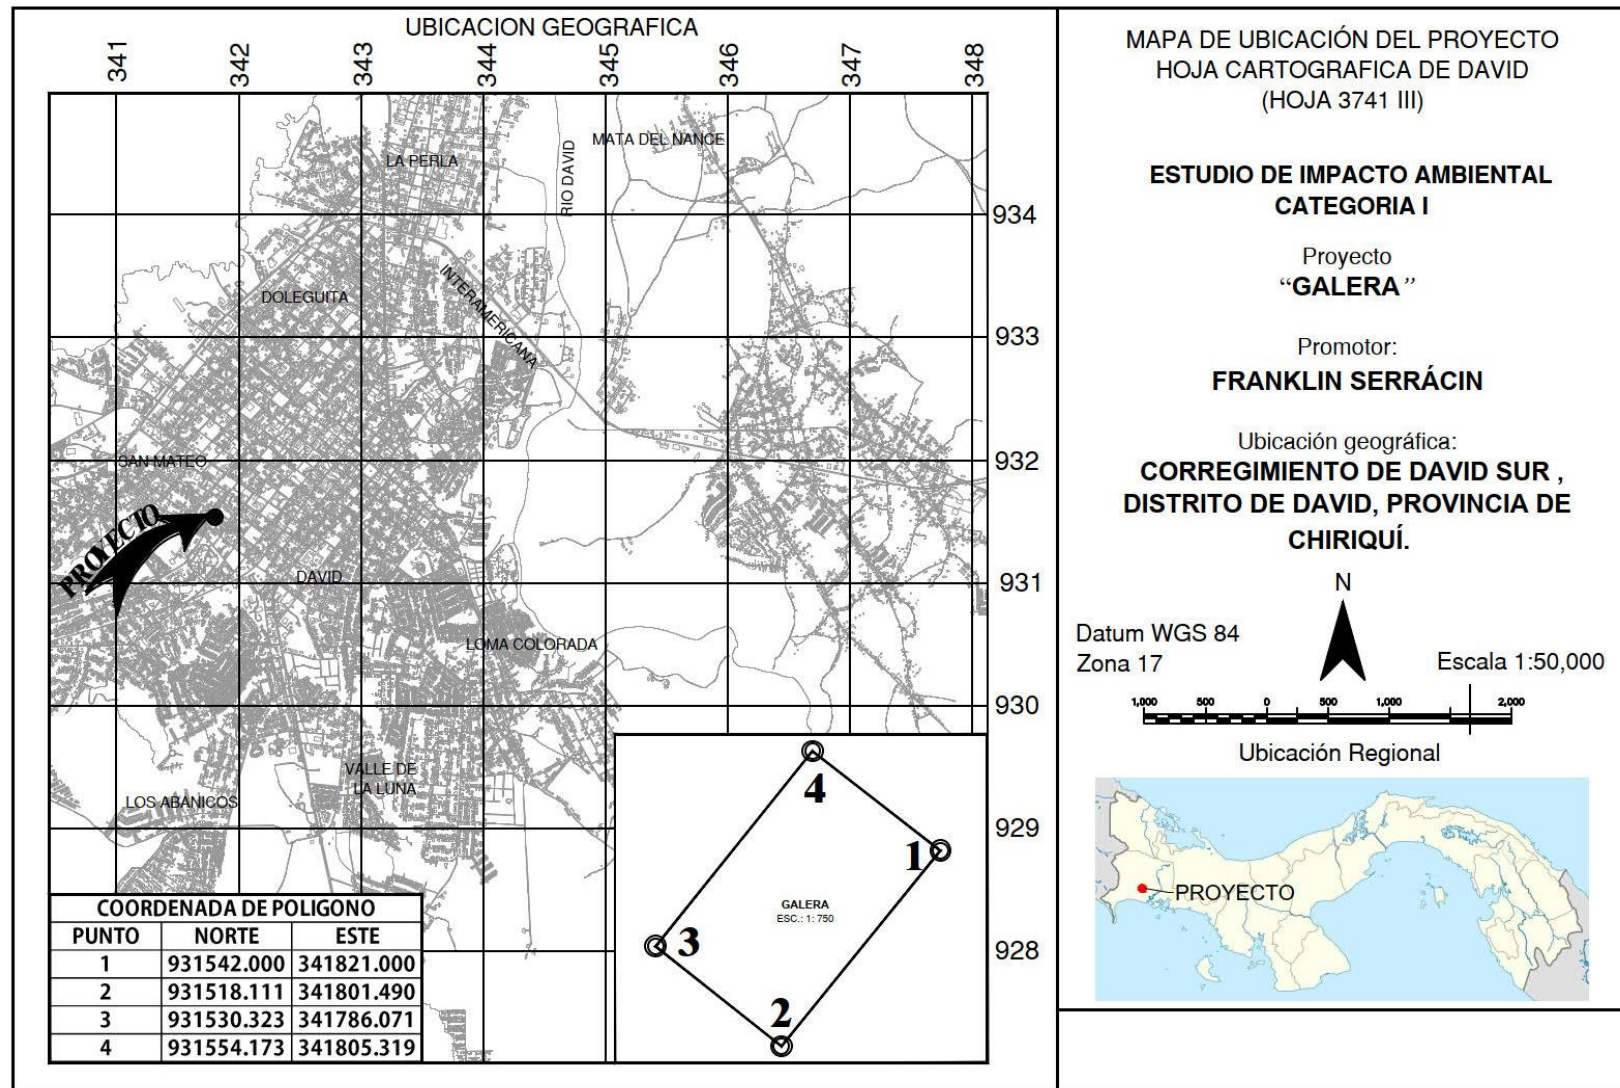 UBICACION GEOGRAFICA
341 342 343 344 345 346 347 348
MATA DEL NANCE
LA PERLA
RIO DAVID
934
INTERAMERICANA
DOLEGUITA
933
SAN MATEO
932
PROYECTO
DAVID
931
LOMA COLORADA
930
VALLE DE
LA LUNA
LOS ABANICOS
929
928
COORDENADA DE POLIGONO
PUNTO NORTE ESTE
1 931542.000 341821.000
2 931518.111 341801.490
3 931530.323 341786.071
4 931554.173 341805.319
4
1
GALERA
ESC.: 1: 750
3
2
MAPA DE UBICACIÓN DEL PROYECTO
HOJA CARTOGRAFICA DE DAVID
(HOJA 3741 III)
ESTUDIO DE IMPACTO AMBIENTAL
CATEGORIA I
Proyecto
“GALERA”
Promotor:
FRANKLIN SERRÁCIN
Ubicación geográfica:
CORREGIMIENTO DE DAVID SUR ,
DISTRITO DE DAVID, PROVINCIA DE
CHIRIQUÍ.
N
Datum WGS 84
Zona 17
Escala 1:50,000
1,000 500 0 500 1,000 2,000
Ubicación Regional
PROYECTO